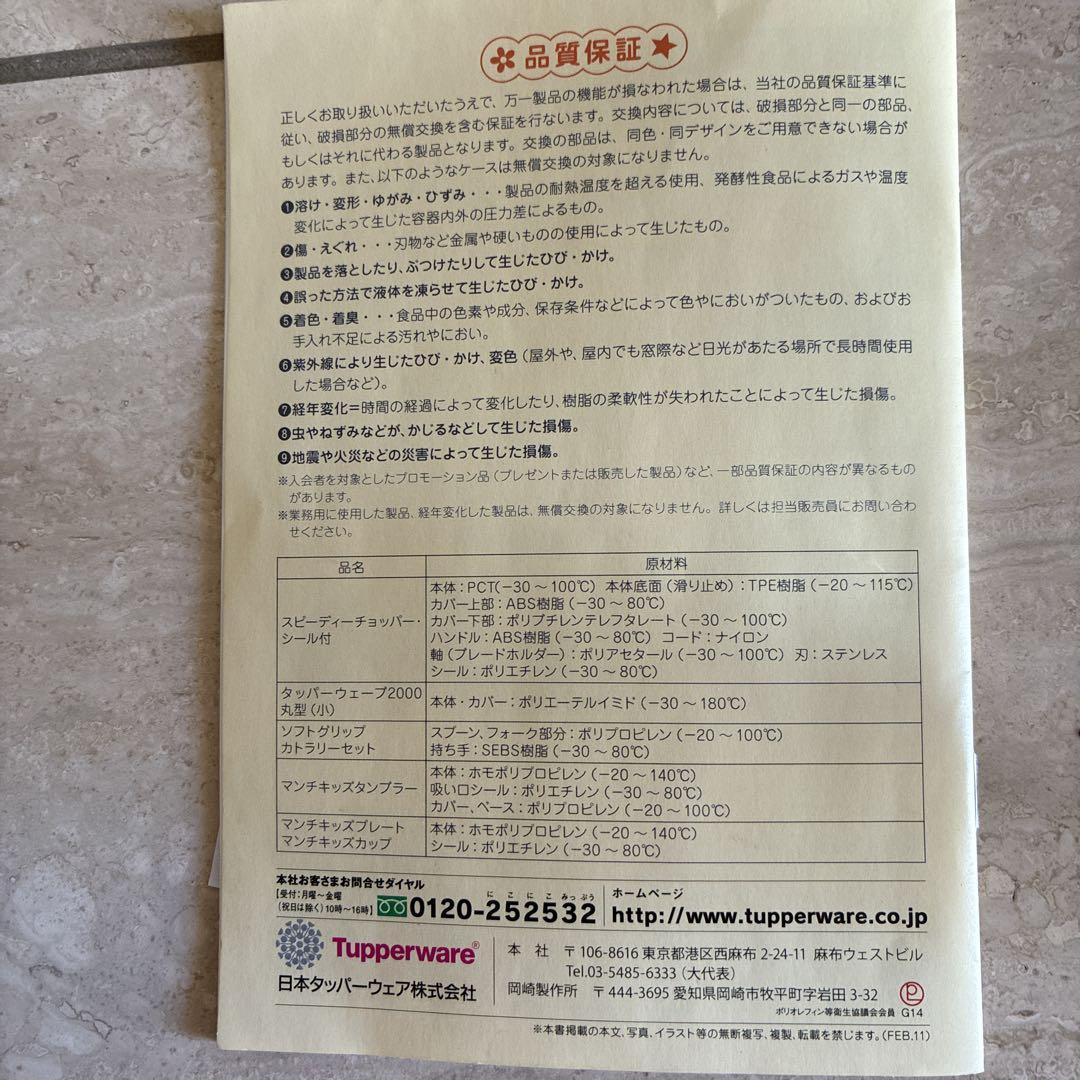 品質保証
正しくお取り扱いいただいたうえで、万一製品の機能が損なわれた場合は、当社の品質保証基準に
従い、破損部分の無償交換を含む保証を行ないます。交換内容については、破損部分と同一の部品、
もしくはそれに代わる製品となります。交換の部品は、同色・同デザインをご用意できない場合が
あります。また、以下のようなケースは無償交換の対象になりません。
❶溶け・変形・ゆがみ・ひずみ・・・製品の耐熱温度を超える使用、発酵性食品によるガスや温度
変化によって生じた容器内外の圧力差によるもの。
❷傷・えぐれ・・・刃物など金属や硬いものの使用によって生じたもの。
❸製品を落としたり、ぶつけたりして生じたひび・かけ。
❹誤った方法で液体を凍らせて生じたひび・かけ。
❺着色・着臭・・・食品中の色素や成分、保存条件などによって色やにおいがついたもの、およびお
手入れ不足による汚れやにおい。
❻紫外線により生じたひび・かけ、変色（屋外や、屋内でも窓際など日光があたる場所で長時間使用
した場合など）。
❼経年変化＝時間の経過によって変化したり、樹脂の柔軟性が失われたことによって生じた損傷。
❽虫やねずみなどが、かじるなどして生じた損傷。
❾地震や火災などの災害によって生じた損傷。
※入会者を対象としたプロモーション品（プレゼントまたは販売した製品）など、一部品質保証の内容が異なるもの
があります。
※業務用に使用した製品、経年変化した製品は、無償交換の対象になりません。詳しくは担当販売員にお問い合わ
せください。
品名 原材料
スピーディーチョッパー・
シール付
本体：PCT(−30～100℃) 本体底面（滑り止め）：TPE樹脂（−20～115℃）
カバー上部：ABS樹脂（−30～80℃）
カバー下部：ポリブチレンテレフタレート（−30～100℃）
ハンドル：ABS樹脂（−30～80℃） コード：ナイロン
軸（ブレードホルダー）：ポリアセタール（−30～100℃） 刃：ステンレス
シール：ポリエチレン（−30～80℃）
タッパーウェーブ2000
丸型（小）
本体・カバー：ポリエーテルイミド（−30～180℃）
ソフトグリップ
カトラリーセット
スプーン、フォーク部分：ポリプロピレン（−20～100℃）
持ち手：SEBS樹脂（−30～80℃）
マンチキッズタンブラー
本体：ホモポリプロピレン（−20～140℃）
吸い口シール：ポリエチレン（−30～80℃）
カバー、ベース：ポリプロピレン（−20～100℃）
マンチキッズプレート
マンチキッズカップ
本体：ホモポリプロピレン（−20～140℃）
シール：ポリエチレン（−30～80℃）
本社お客さまお問合せダイヤル
【受付：月曜～金曜
（祝日は除く）10時～16時】
に こ に こ みっ ぷう
0120-252532
ホームページ
http://www.tupperware.co.jp
Tupperware®
日本タッパーウェア株式会社
本 社 〒106-8616 東京都港区西麻布 2-24-11 麻布ウェストビル
Tel.03-5485-6333（大代表）
岡崎製作所 〒444-3695 愛知県岡崎市牧平町字岩田 3-32
P
ポリオレフィン等衛生協議会会員 G14
※本書掲載の本文、写真、イラスト等の無断複写、複製、転載を禁じます。(FEB.11)